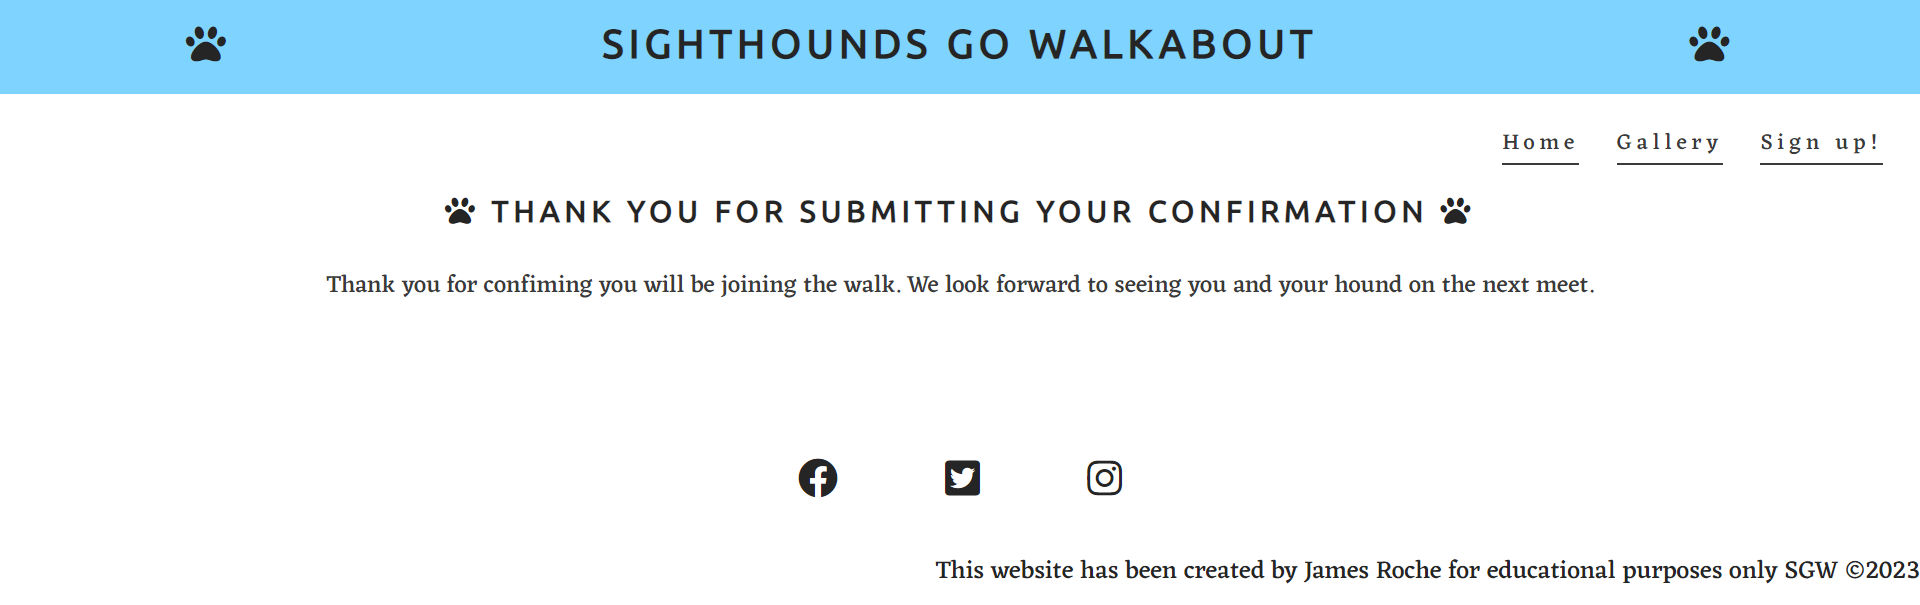 SIGHTHOUNDS GO WALKABOUT
Home Gallery Sign up!
THANK YOU FOR SUBMITTING YOUR CONFIRMATION
Thank you for confiming you will be joining the walk. We look forward to seeing you and your hound on the next meet.
This website has been created by James Roche for educational purposes only SGW ©2023